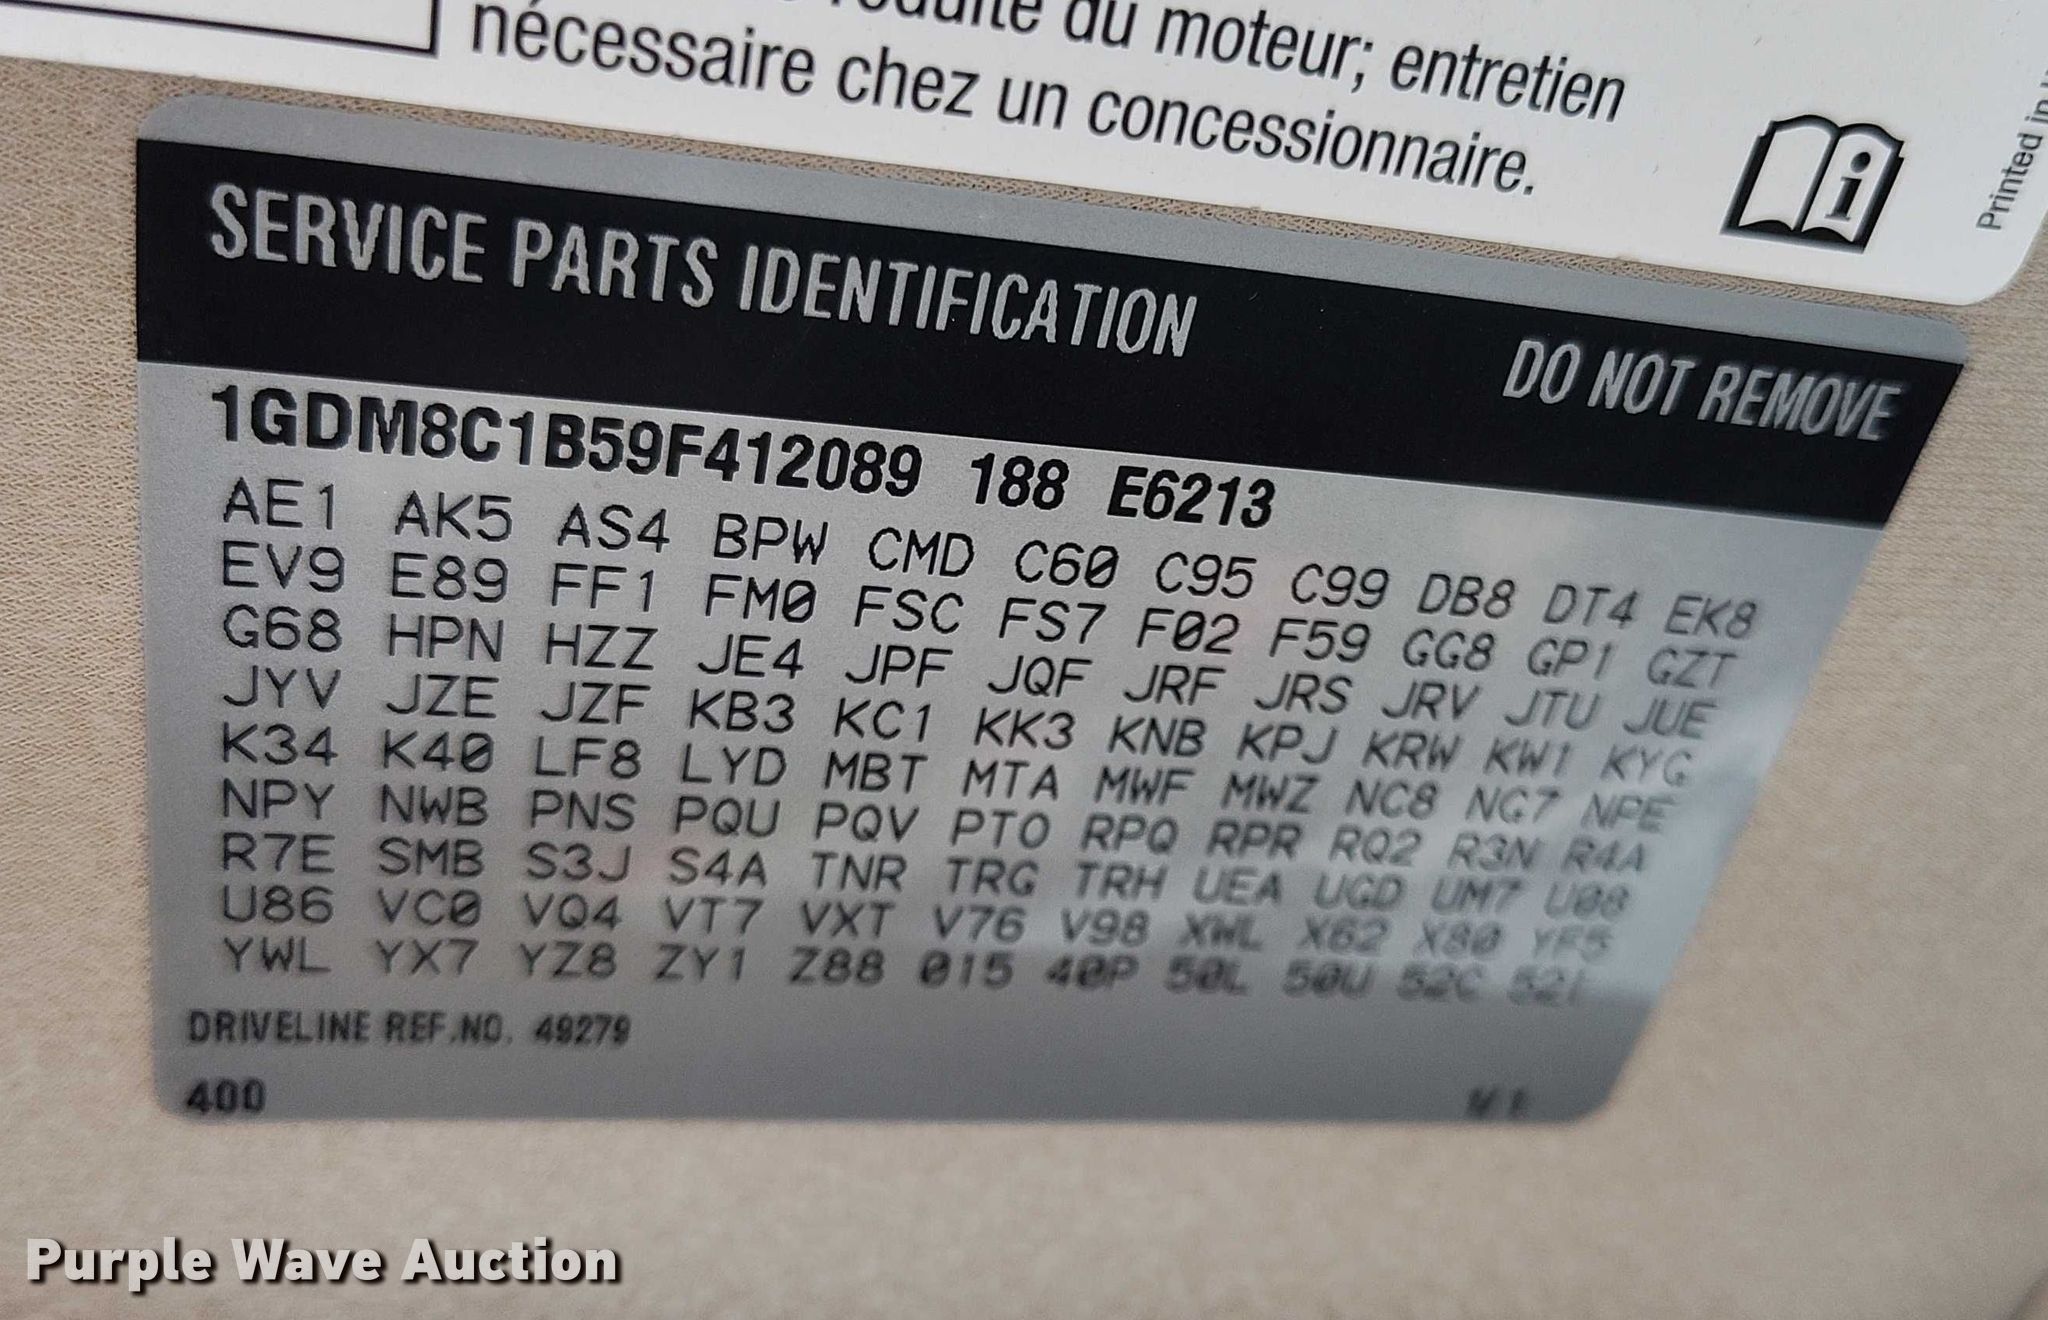 réduite du moteur; entretien
nécessaire chez un concessionnaire.
Printed in
SERVICE PARTS IDENTIFICATION DO NOT REMOVE
1GDM8C1B59F412089 188 E6213
AE1 AK5 AS4 BPW CMD C60 C95 C99 DB8 DT4 EK8
EV9 E89 FF1 FM0 FSC FS7 F02 F59 GG8 GP1 GZT
G68 HPN HZZ JE4 JPF JQF JRF JRS JRV JTU JUE
JYV JZE JZF KB3 KC1 KK3 KNB KPJ KRW KW1 KYG
K34 K40 LF8 LYD MBT MTA MWF MWZ NC8 NG7 NPE
NPY NWB PNS PQU PQV PTO RPQ RPR RQ2 R3N R4A
R7E SMB S3J S4A TNR TRG TRH UEA UGD UM7 U08
U86 VC0 VQ4 VT7 VXT V76 V98 XWL X62 X80 YF5
YWL YX7 YZ8 ZY1 Z88 015 40P 50L 50U 52C
DRIVELINE REF.NO. 49279
400
Purple Wave Auction